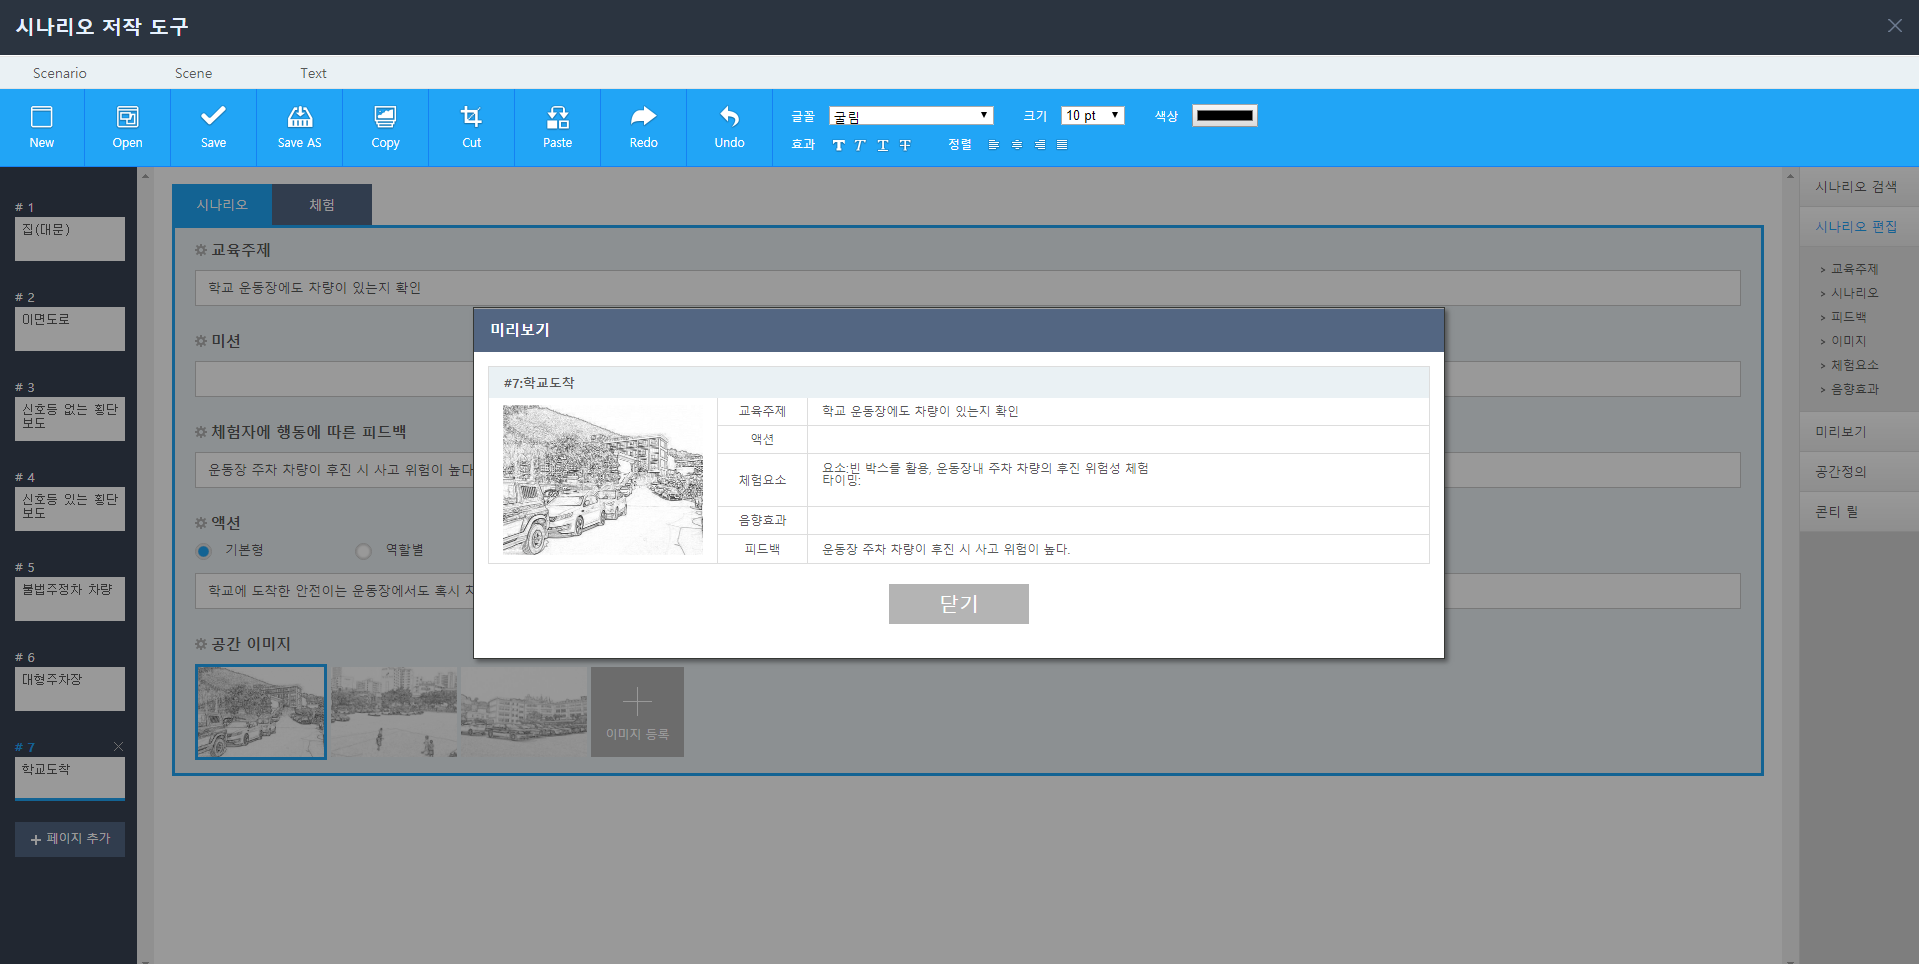 시나리오 저작 도구
Scenario Scene Text
New Open Save Save AS Copy Cut Paste Redo Undo
글꼴 굴림 크기 10 pt 색상
효과 T T T T 정렬
# 1
집(대문)
# 2
이면도로
# 3
신호등 없는 횡단
보도
# 4
신호등 있는 횡단
보도
# 5
불법주정차 차량
# 6
대형주차장
# 7
학교도착
+ 페이지 추가
시나리오 체험
교육주제
학교 운동장에도 차량이 있는지 확인
미션
체험자에 행동에 따른 피드백
운동장 주차 차량이 후진 시 사고 위험이 높다
액션
기본형 역할별
학교에 도착한 안전이는 운동장에서도 혹시
공간 이미지
이미지 등록
미리보기
#7:학교도착
교육주제 학교 운동장에도 차량이 있는지 확인
액션
체험요소 요소:빈 박스를 활용, 운동장내 주차 차량의 후진 위험성 체험
타이밍:
음향효과
피드백 운동장 주차 차량이 후진 시 사고 위험이 높다.
닫기
시나리오 검색
시나리오 편집
> 교육주제
> 시나리오
> 피드백
> 이미지
> 체험요소
> 음향효과
미리보기
공간정의
콘티 릴